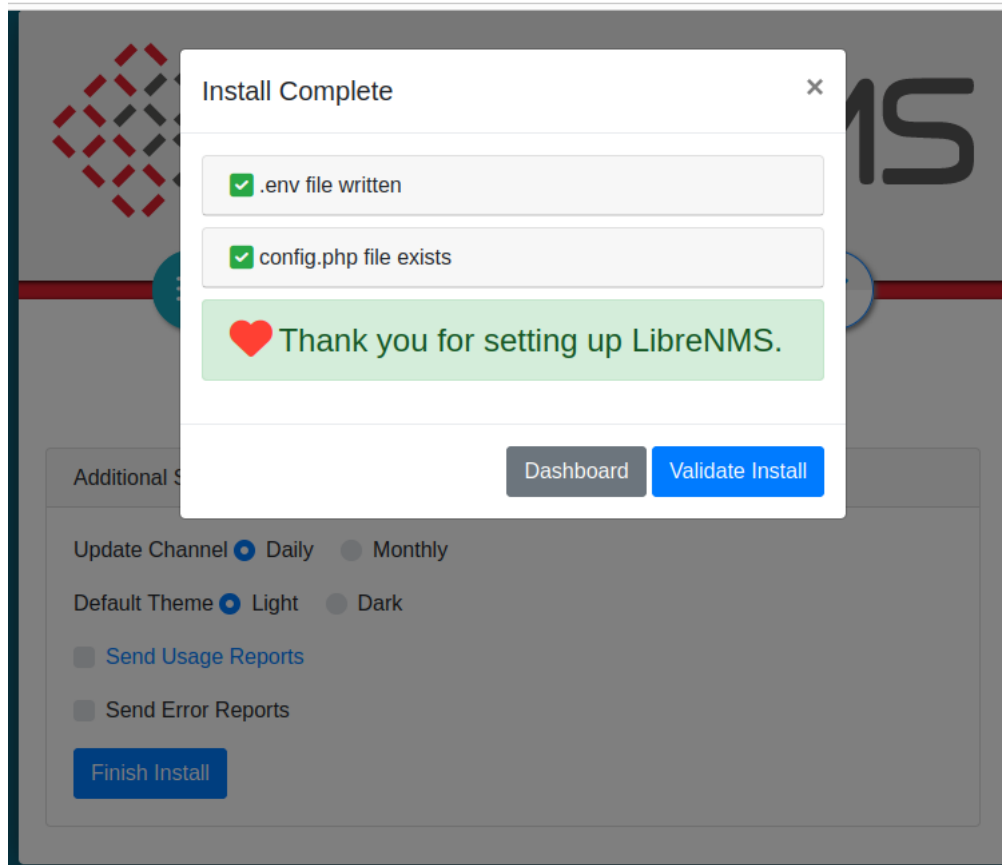 Install Complete
×
.env file written
config.php file exists
Thank you for setting up LibreNMS.
Dashboard Validate Install
Additional
Update Channel Daily Monthly
Default Theme Light Dark
Send Usage Reports
Send Error Reports
Finish Install